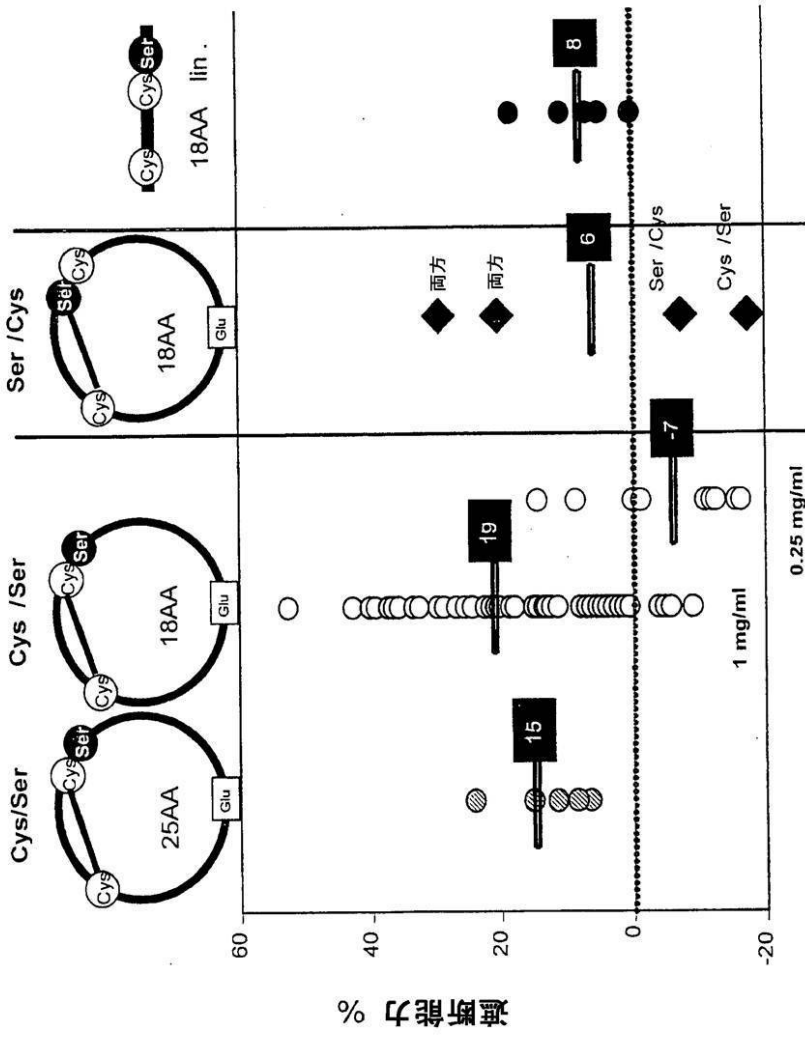 Cys/Ser
Cys /Ser
Ser /Cys
Cys
Cys
Ser
25AA
Glu
Cys
Cys
Ser
18AA
Glu
Cys
Ser
Cys
18AA
Glu
Cys
Cys
Ser
18AA lin .
遮断能力 %
60
40
20
0
-20
15
19
-7
6
8
両方
両方
Ser /Cys
Cys /Ser
1 mg/ml
0.25 mg/ml